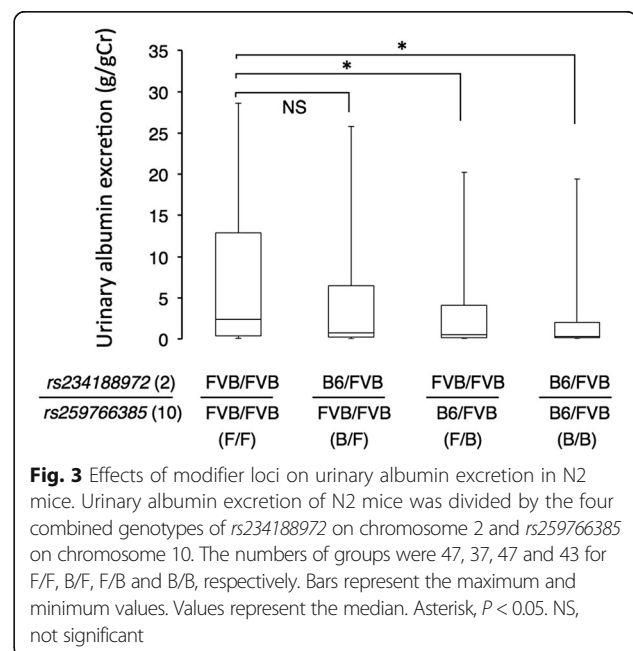 Urinary albumin excretion (g/gCr)
35
30
25
20
15
10
5
0
*
*
NS
rs234188972 (2) FVB/FVB B6/FVB FVB/FVB B6/FVB
rs259766385 (10) FVB/FVB FVB/FVB B6/FVB B6/FVB
(F/F) (B/F) (F/B) (B/B)
Fig. 3 Effects of modifier loci on urinary albumin excretion in N2
mice. Urinary albumin excretion of N2 mice was divided by the four
combined genotypes of rs234188972 on chromosome 2 and rs259766385
on chromosome 10. The numbers of groups were 47, 37, 47 and 43 for
F/F, B/F, F/B and B/B, respectively. Bars represent the maximum and
minimum values. Values represent the median. Asterisk, P < 0.05. NS,
not significant